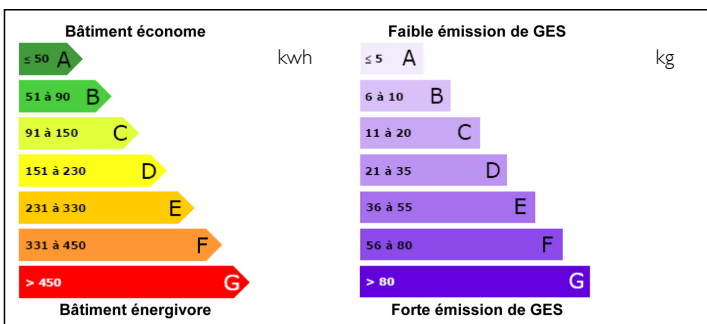 Bâtiment économe
≤ 50 A
kwh
51 à 90 B
91 à 150 C
151 à 230 D
231 à 330 E
331 à 450 F
> 450 G
Bâtiment énergivore
Faible émission de GES
≤ 5 A
kg
6 à 10 B
11 à 20 C
21 à 35 D
36 à 55 E
56 à 80 F
> 80 G
Forte émission de GES